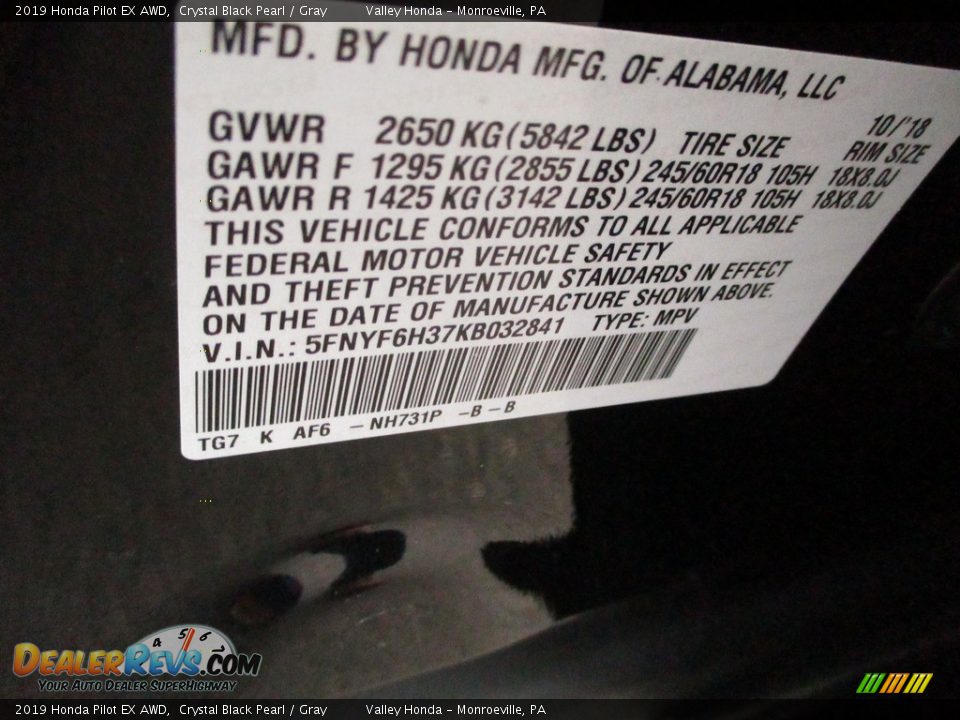 2019 Honda Pilot EX AWD, Crystal Black Pearl / Gray Valley Honda - Monroeville, PA
MFD. BY HONDA MFG. OF ALABAMA, LLC
10/'18
GVWR 2650 KG (5842 LBS) TIRE SIZE RIM SIZE
GAWR F 1295 KG (2855 LBS) 245/60R18 105H 18X8.0J
GAWR R 1425 KG (3142 LBS) 245/60R18 105H 18X8.0J
THIS VEHICLE CONFORMS TO ALL APPLICABLE
FEDERAL MOTOR VEHICLE SAFETY
AND THEFT PREVENTION STANDARDS IN EFFECT
ON THE DATE OF MANUFACTURE SHOWN ABOVE.
V.I.N.: 5FNYF6H37KB032841 TYPE: MPV
TG7 K AF6 - NH731P -B - B
4 5 6
DEALERREVS.COM
YOUR AUTO DEALER SUPERHIGHWAY
2019 Honda Pilot EX AWD, Crystal Black Pearl / Gray Valley Honda - Monroeville, PA